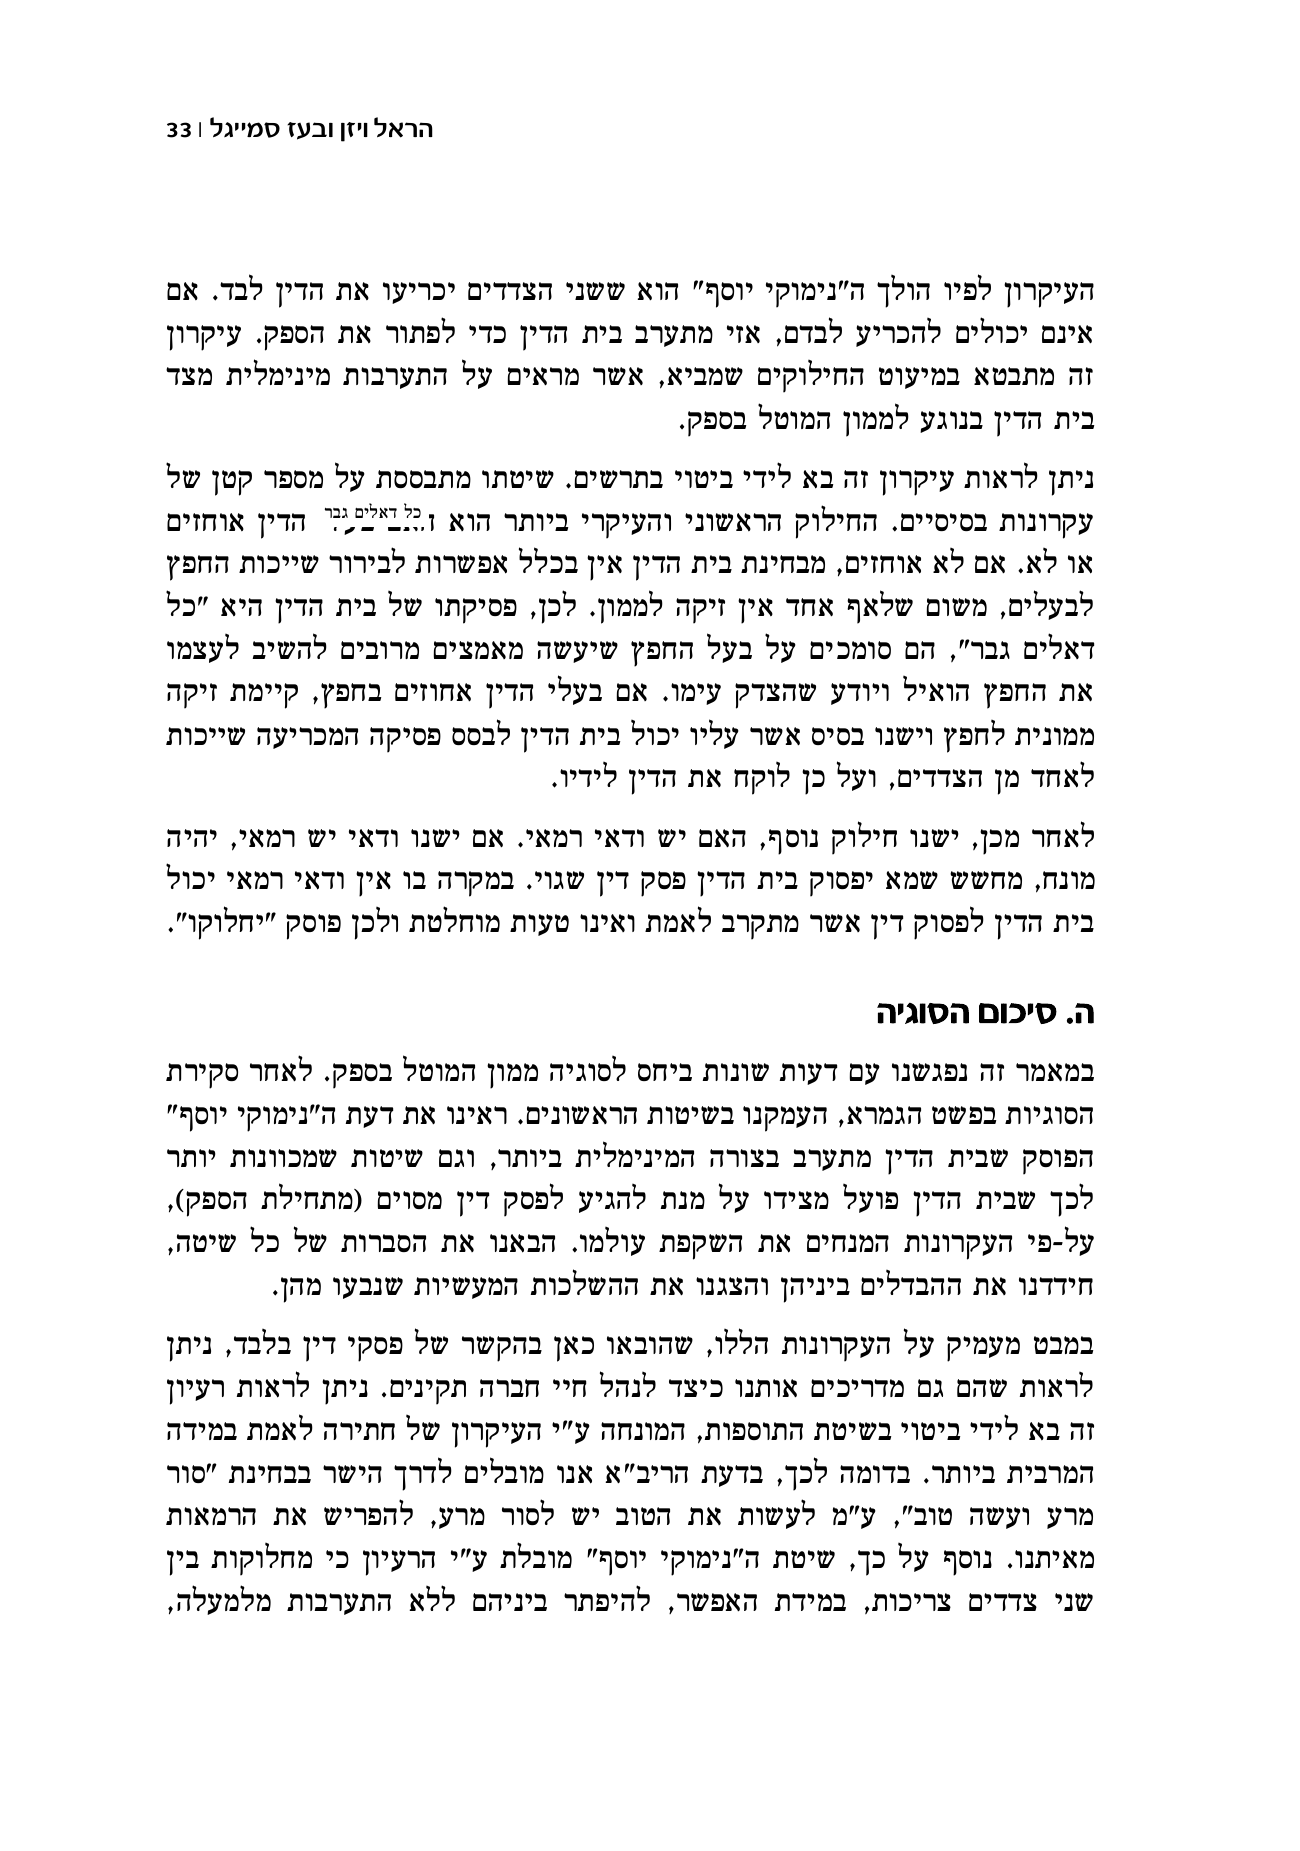 הראל ויזן ובעז סמייגל | 33
העיקרון לפיו הולך ה"נימוקי יוסף" הוא ששני הצדדים יכריעו את הדין לבד. אם
אינם יכולים להכריע לבדם, אזי מתערב בית הדין כדי לפתור את הספק. עיקרון
זה מתבטא במיעוט החילוקים שמביא, אשר מראים על התערבות מינימלית מצד
בית הדין בנוגע לממון המוטל בספק.
ניתן לראות עיקרון זה בא לידי ביטוי בתרשים. שיטתו מתבססת על מספר קטן של
עקרונות בסיסיים. החילוק הראשוני והעיקרי ביותר הוא כל דאלים גבר הדין אוחזים
או לא. אם לא אוחזים, מבחינת בית הדין אין בכלל אפשרות לבירור שייכות החפץ
לבעלים, משום שלאף אחד אין זיקה לממון. לכן, פסיקתו של בית הדין היא "כל
דאלים גבר", הם סומכים על בעל החפץ שיעשה מאמצים מרובים להשיב לעצמו
את החפץ הואיל ויודע שהצדק עימו. אם בעלי הדין אחוזים בחפץ, קיימת זיקה
ממונית לחפץ וישנו בסיס אשר עליו יכול בית הדין לבסס פסיקה המכריעה שייכות
לאחד מן הצדדים, ועל כן לוקח את הדין לידיו.
לאחר מכן, ישנו חילוק נוסף, האם יש ודאי רמאי. אם ישנו ודאי יש רמאי, יהיה
מונח, מחשש שמא יפסוק בית הדין פסק דין שגוי. במקרה בו אין ודאי רמאי יכול
בית הדין לפסוק דין אשר מתקרב לאמת ואינו טעות מוחלטת ולכן פוסק "יחלוקו".
ה. סיכום הסוגיה
במאמר זה נפגשנו עם דעות שונות ביחס לסוגיה ממון המוטל בספק. לאחר סקירת
הסוגיות בפשט הגמרא, העמקנו בשיטות הראשונים. ראינו את דעת ה"נימוקי יוסף"
הפוסק שבית הדין מתערב בצורה המינימלית ביותר, וגם שיטות שמכוונות יותר
לכך שבית הדין פועל מצידו על מנת להגיע לפסק דין מסוים (מתחילת הספק),
על-פי העקרונות המנחים את השקפת עולמו. הבאנו את הסברות של כל שיטה,
חידדנו את ההבדלים ביניהן והצגנו את ההשלכות המעשיות שנבעו מהן.
במבט מעמיק על העקרונות הללו, שהובאו כאן בהקשר של פסקי דין בלבד, ניתן
לראות שהם גם מדריכים אותנו כיצד לנהל חיי חברה תקינים. ניתן לראות רעיון
זה בא לידי ביטוי בשיטת התוספות, המונחה ע"י העיקרון של חתירה לאמת במידה
המרבית ביותר. בדומה לכך, בדעת הריב"א אנו מובלים לדרך הישר בבחינת "סור
מרע ועשה טוב", ע"מ לעשות את הטוב יש לסור מרע, להפריש את הרמאות
מאיתנו. נוסף על כך, שיטת ה"נימוקי יוסף" מובלת ע"י הרעיון כי מחלוקות בין
שני צדדים צריכות, במידת האפשר, להיפתר ביניהם ללא התערבות מלמעלה,